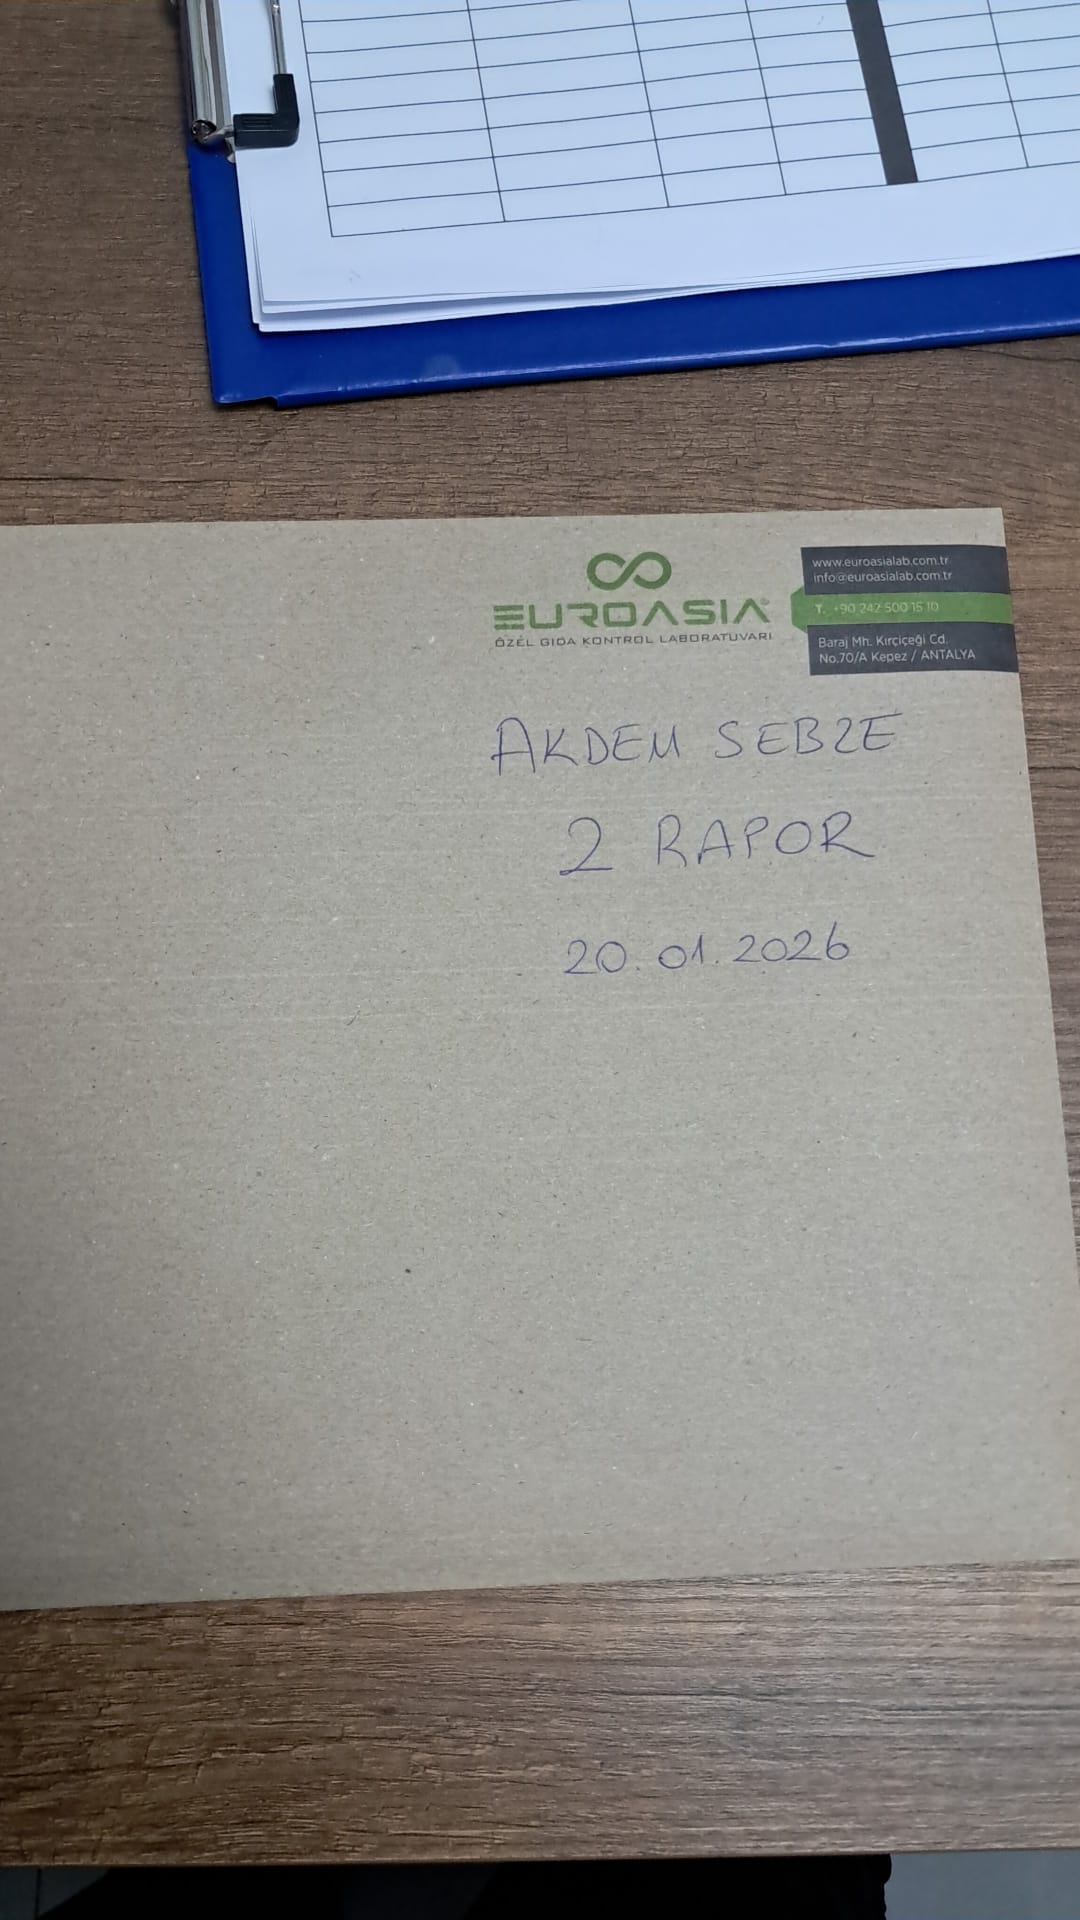 EUROASIA®
ÖZEL GIDA KONTROL LABORATUVARI
www.euroasialab.com.tr
info@euroasialab.com.tr
T. +90 242 500 15 10
Baraj Mh. Kırçiçeği Cd.
No.70/A Kepez / ANTALYA
AKDEM SEBZE
2 RAPOR
20.01.2026